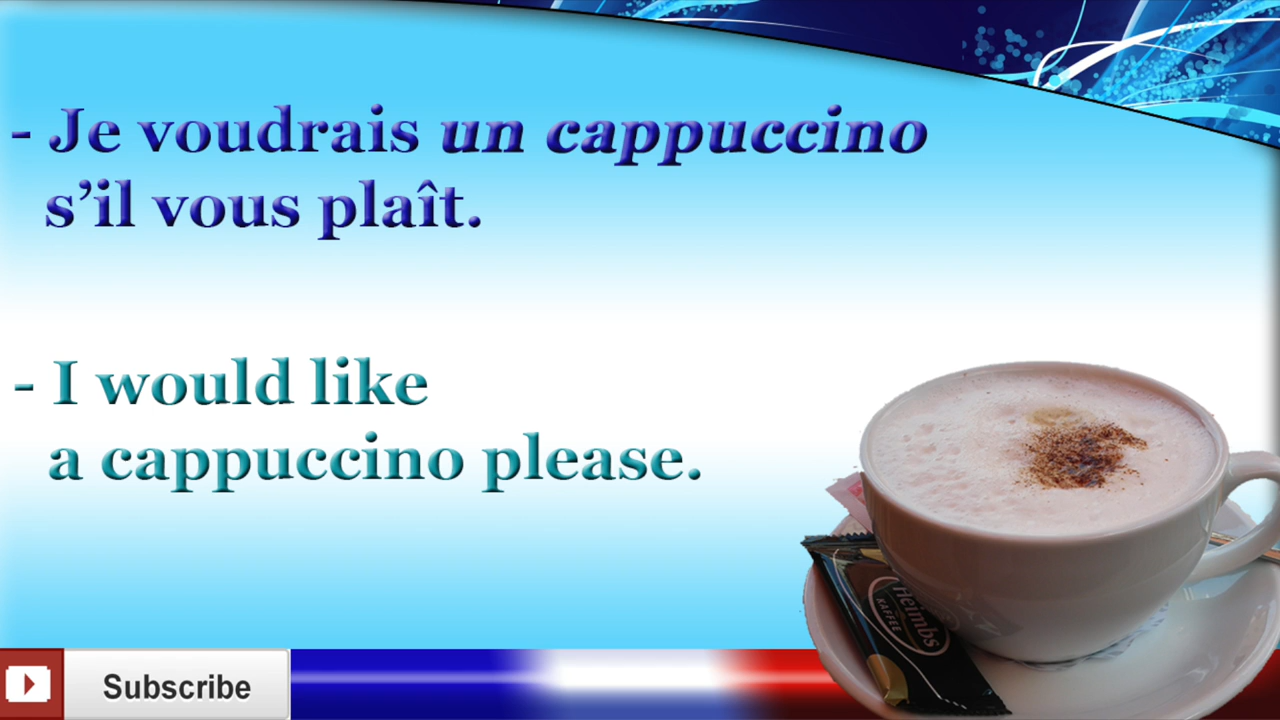 - Je voudrais un cappuccino
s’il vous plaît.
- I would like
a cappuccino please.
Heimbs
KAFFEE
Subscribe